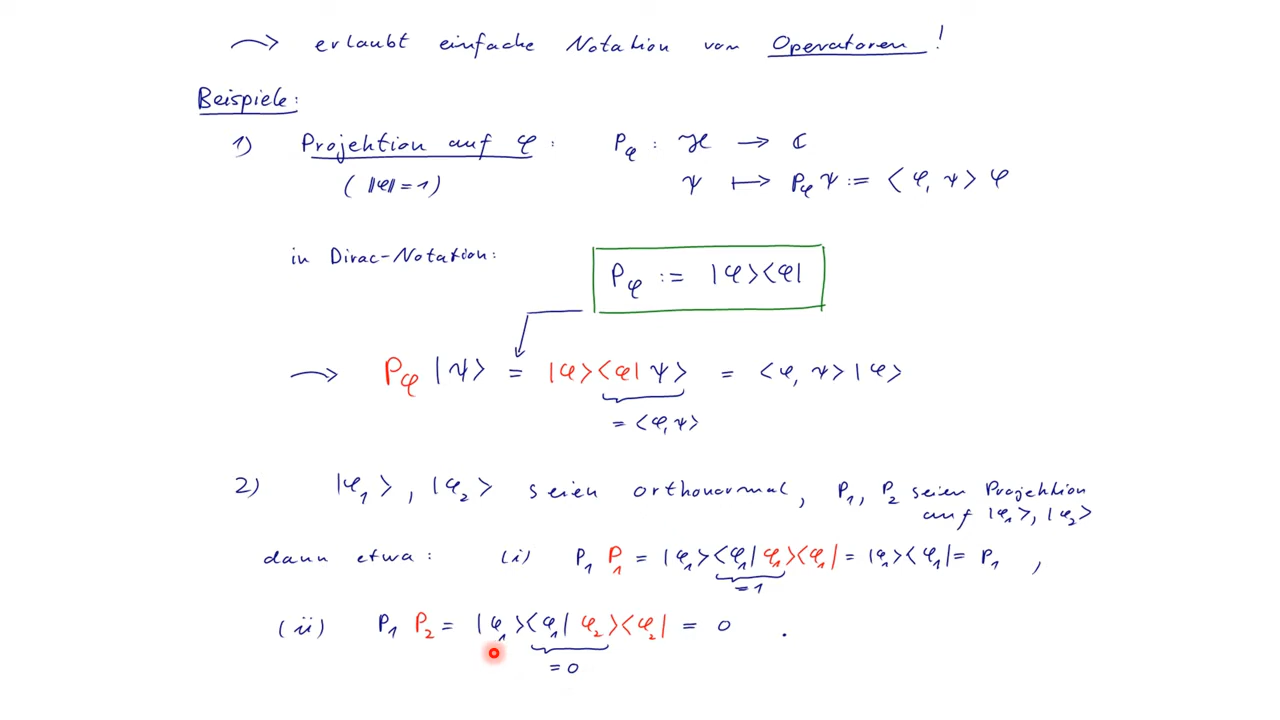 ⟶ erlaubt einfache Notation von Operatoren !
Beispiele:
1) Projektion auf φ : P_φ : ℋ → ℂ
(‖φ‖ = 1) ψ ↦ P_φ ψ := ⟨φ, ψ⟩ φ
in Dirac-Notation: P_φ := |φ⟩⟨φ|
⟶ P_φ |ψ⟩ = |φ⟩⟨φ|ψ⟩ = ⟨φ, ψ⟩ |φ⟩
= ⟨φ, ψ⟩
2) |φ₁⟩, |φ₂⟩ seien orthonormal, P₁, P₂ seien Projektion
auf |φ₁⟩, |φ₂⟩
dann etwa: (i) P₁ P₁ = |φ₁⟩⟨φ₁|φ₁⟩⟨φ₁| = |φ₁⟩⟨φ₁| = P₁ ,
= 1
(ii) P₁ P₂ = |φ₁⟩⟨φ₁|φ₂⟩⟨φ₂| = 0 .
= 0